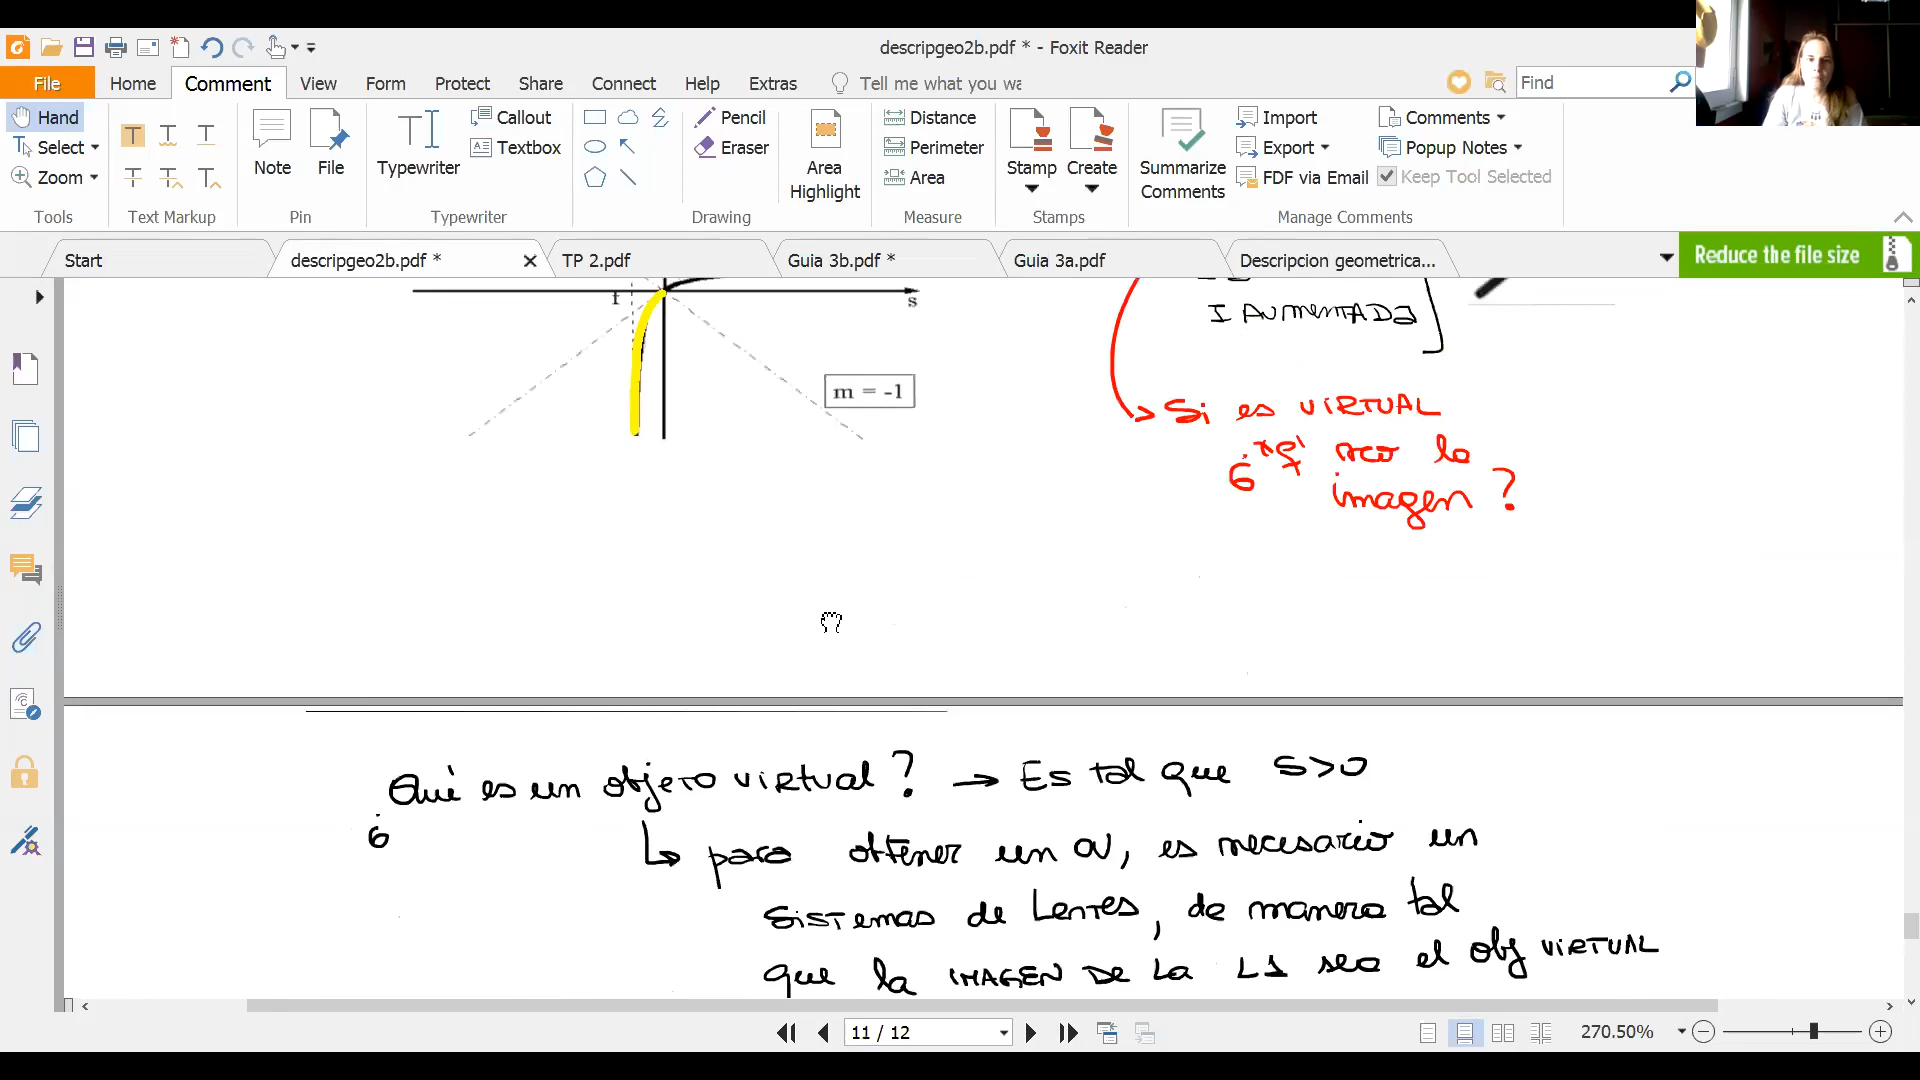 descripgeo2b.pdf * - Foxit Reader
File Home Comment View Form Protect Share Connect Help Extras Tell me what you wa Find
Hand
Select
Zoom
Tools
Text Markup
Note
File
Pin
Typewriter
Typewriter
Callout
Textbox
Pencil
Eraser
Drawing
Area
Highlight
Distance
Perimeter
Area
Measure
Stamp
Create
Stamps
Summarize
Comments
Import
Export
FDF via Email
Comments
Popup Notes
Keep Tool Selected
Manage Comments
Start descripgeo2b.pdf * TP 2.pdf Guia 3b.pdf * Guia 3a.pdf Descripcion geometrica...
Reduce the file size
f
s
m = -1
I AUMENTADA
Si es VIRTUAL
¿ xq' veo la
imagen ?
¿ Qué es un objeto virtual ? → Es tal que S>0
para obtener un OV, es necesario un
sistemas de Lentes, de manera tal
que la IMAGEN DE LA L1 sea el obj VIRTUAL
11 / 12
270.50%